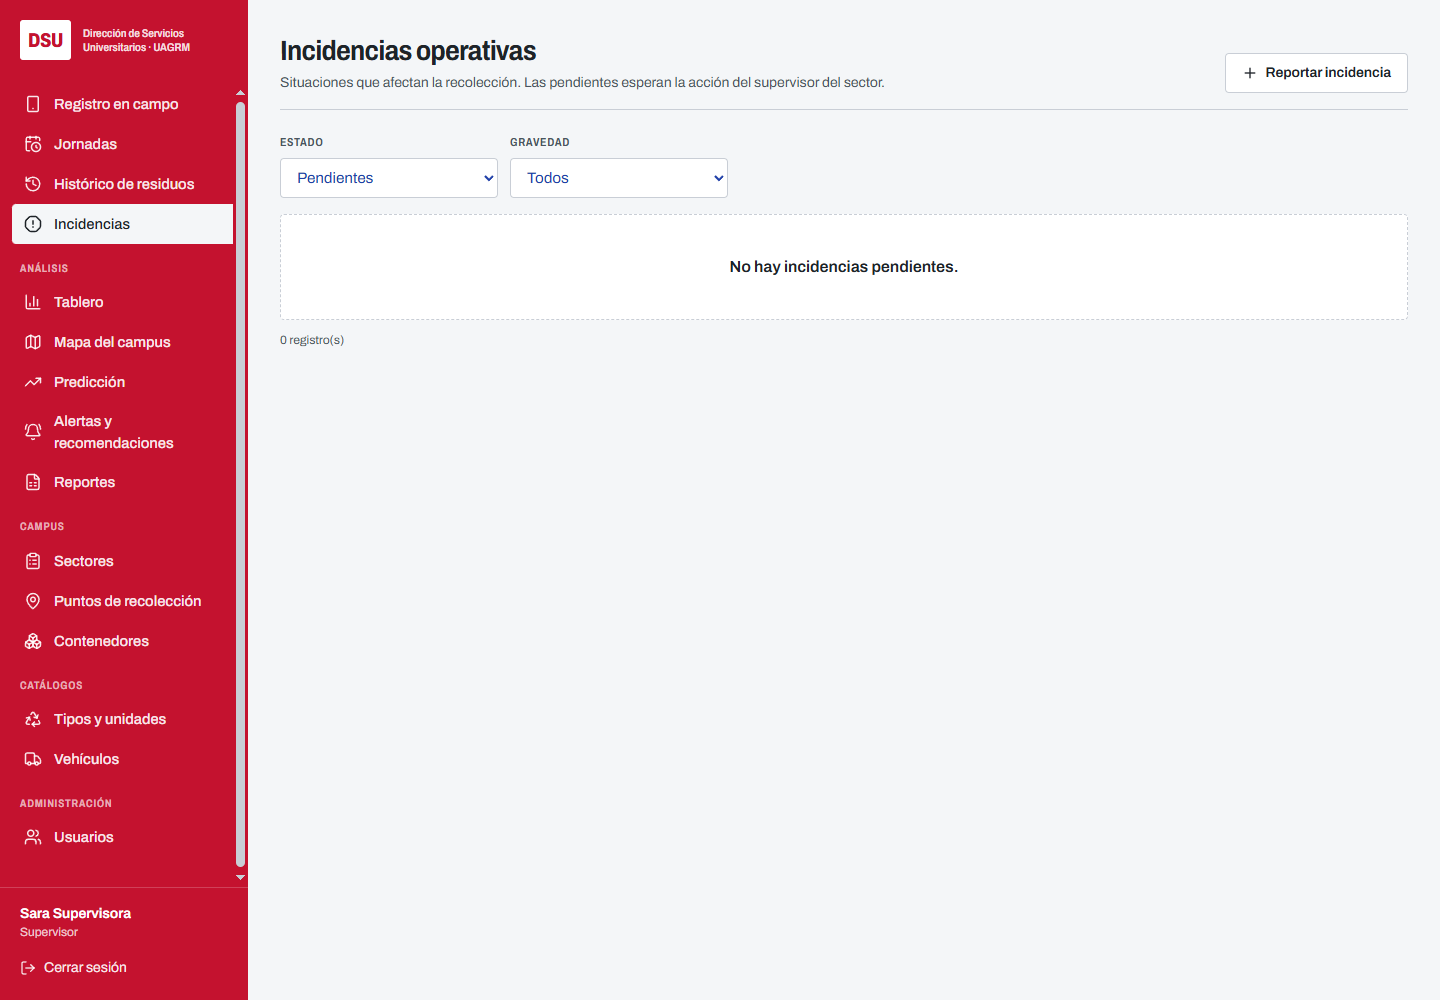 DSU
Dirección de Servicios
Universitarios · UAGRM
Registro en campo
Jornadas
Histórico de residuos
Incidencias
ANÁLISIS
Tablero
Mapa del campus
Predicción
Alertas y
recomendaciones
Reportes
CAMPUS
Sectores
Puntos de recolección
Contenedores
CATÁLOGOS
Tipos y unidades
Vehículos
ADMINISTRACIÓN
Usuarios
Sara Supervisora
Supervisor
Cerrar sesión
Incidencias operativas
Situaciones que afectan la recolección. Las pendientes esperan la acción del supervisor del sector.
Reportar incidencia
ESTADO
GRAVEDAD
Pendientes
Todos
No hay incidencias pendientes.
0 registro(s)